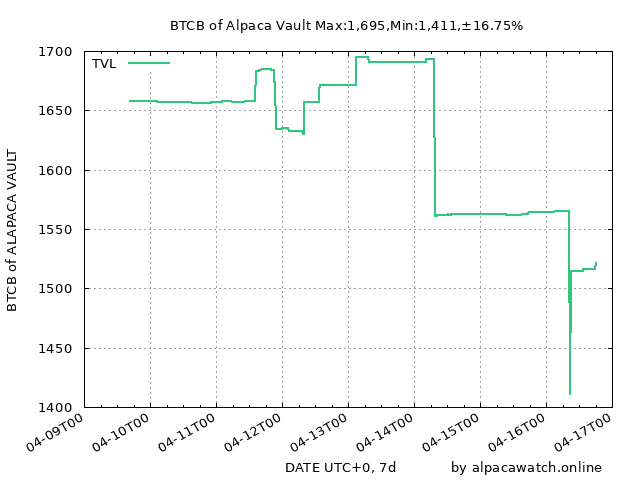 BTCB of Alpaca Vault Max:1,695,Min:1,411,±16.75%
TVL
1700
1650
1600
1550
1500
1450
1400
BTCB of ALAPACA VAULT
04-09T00
04-10T00
04-11T00
04-12T00
04-13T00
04-14T00
04-15T00
04-16T00
04-17T00
DATE UTC+0, 7d
by alpacawatch.online